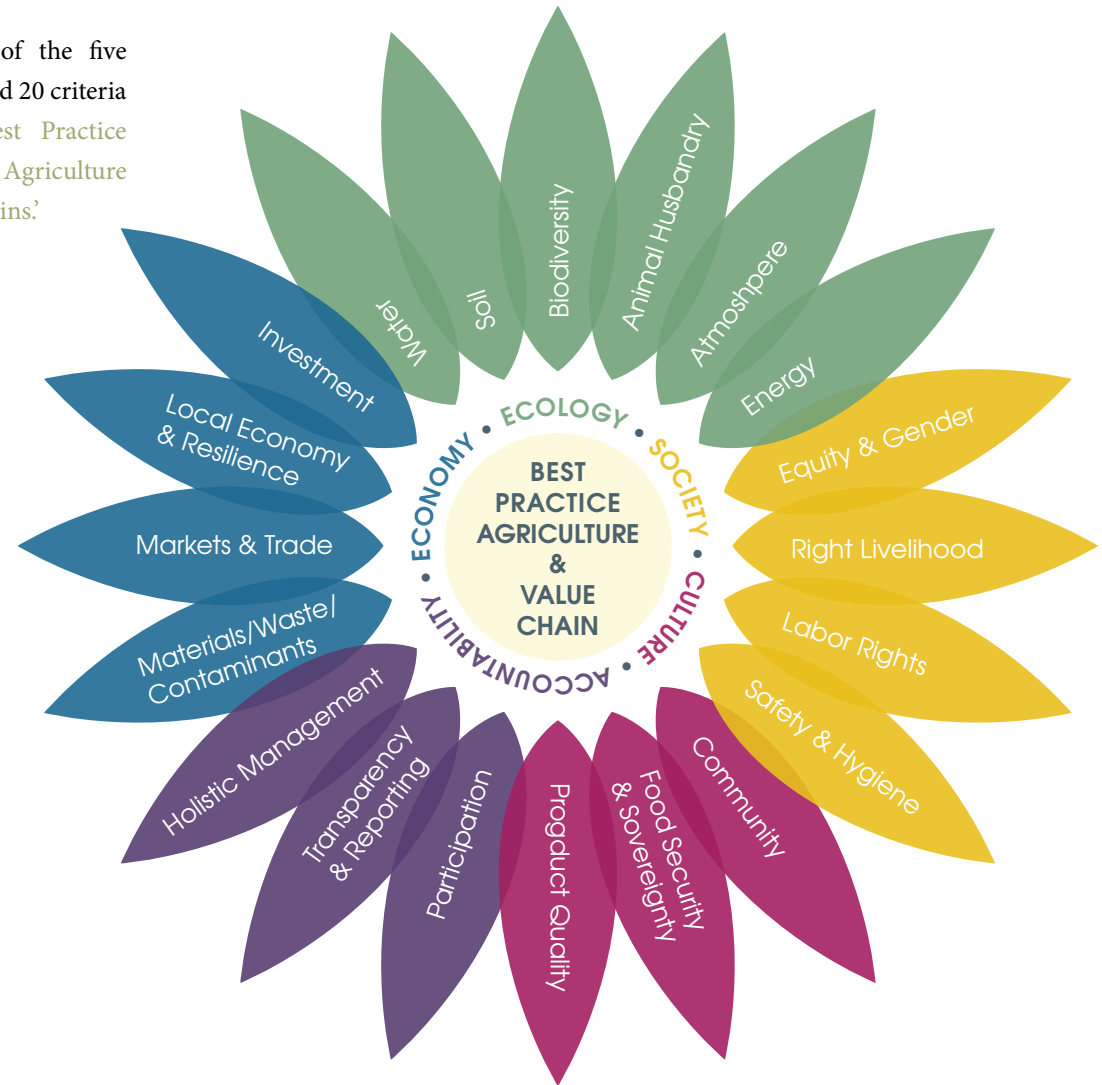 of the five
d 20 criteria
est Practice
Agriculture
ins.’
Biodiversity
Animal Husbandry
Atmoshpere
Energy
Equity & Gender
Right Livelihood
Labor Rights
Safety & Hygiene
Community
Food Security
& Sovereignty
Progduct Quality
Participation
Transparency
& Reporting
Holistic Management
Materials/Waste/
Contaminants
Markets & Trade
Local Economy
& Resilience
Investment
Water
Soil
ECOLOGY
SOCIETY
CULTURE
ACCOUNTABILITY
ECONOMY
BEST
PRACTICE
AGRICULTURE
&
VALUE
CHAIN